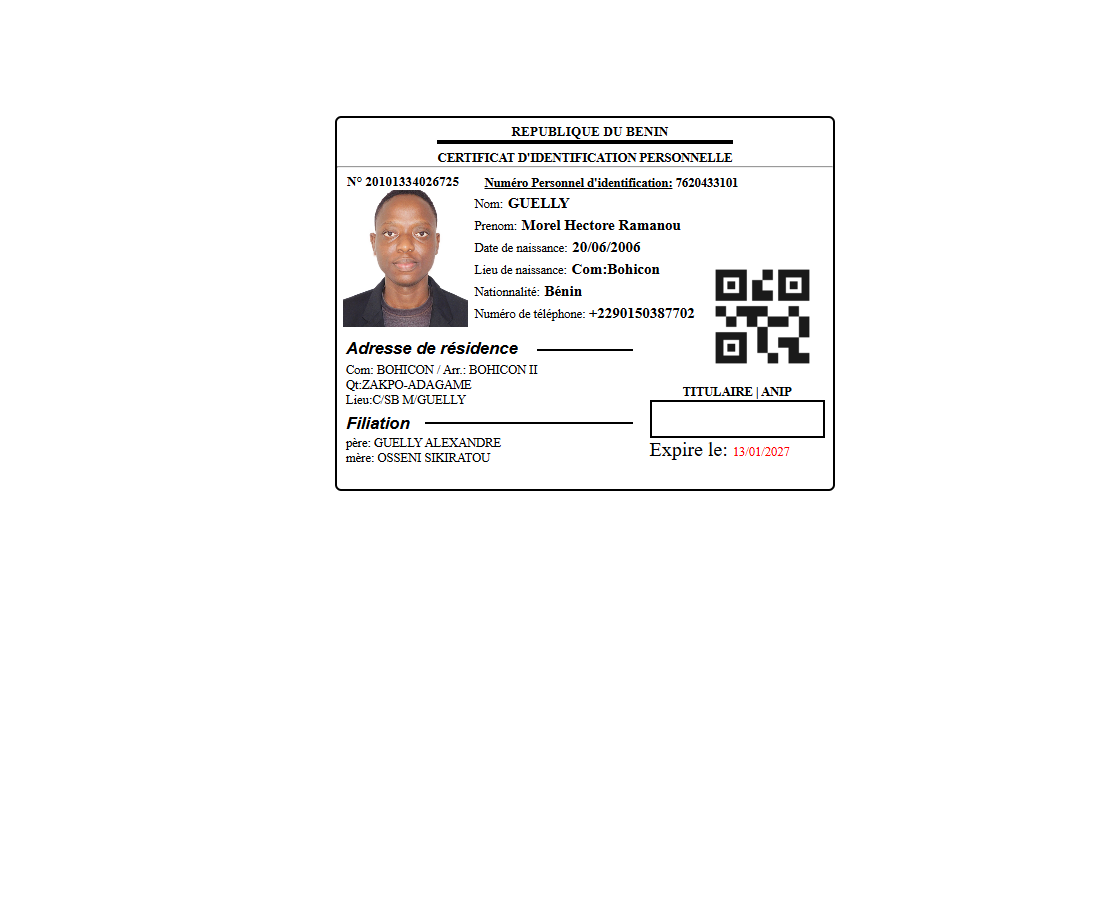 REPUBLIQUE DU BENIN
CERTIFICAT D'IDENTIFICATION PERSONNELLE
N° 20101334026725
Numéro Personnel d'identification: 7620433101
Nom: GUELLY
Prenom: Morel Hectore Ramanou
Date de naissance: 20/06/2006
Lieu de naissance: Com:Bohicon
Nationnalité: Bénin
Numéro de téléphone: +2290150387702
Adresse de résidence
Com: BOHICON / Arr.: BOHICON II
Qt:ZAKPO-ADAGAME
Lieu:C/SB M/GUELLY
Filiation
père: GUELLY ALEXANDRE
mère: OSSENI SIKIRATOU
TITULAIRE | ANIP
Expire le: 13/01/2027